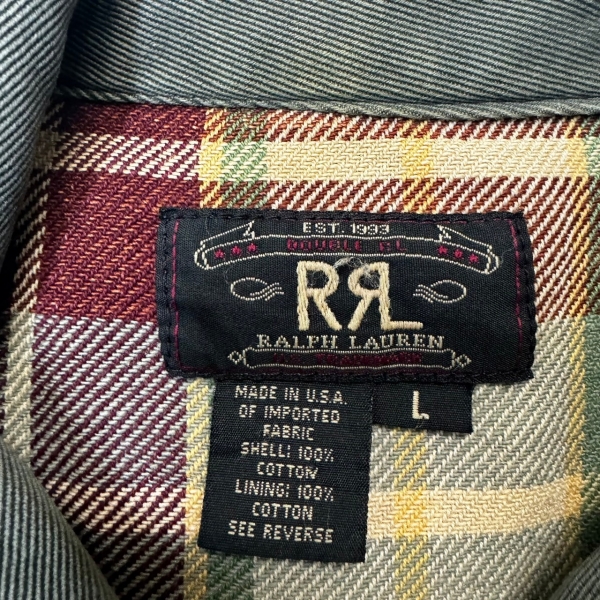 EST. 1993
DOUBLE RL
RRL
RALPH LAUREN
MADE IN U.S.A.
OF IMPORTED
FABRIC
SHELL: 100%
COTTON
LINING: 100%
COTTON
SEE REVERSE
L